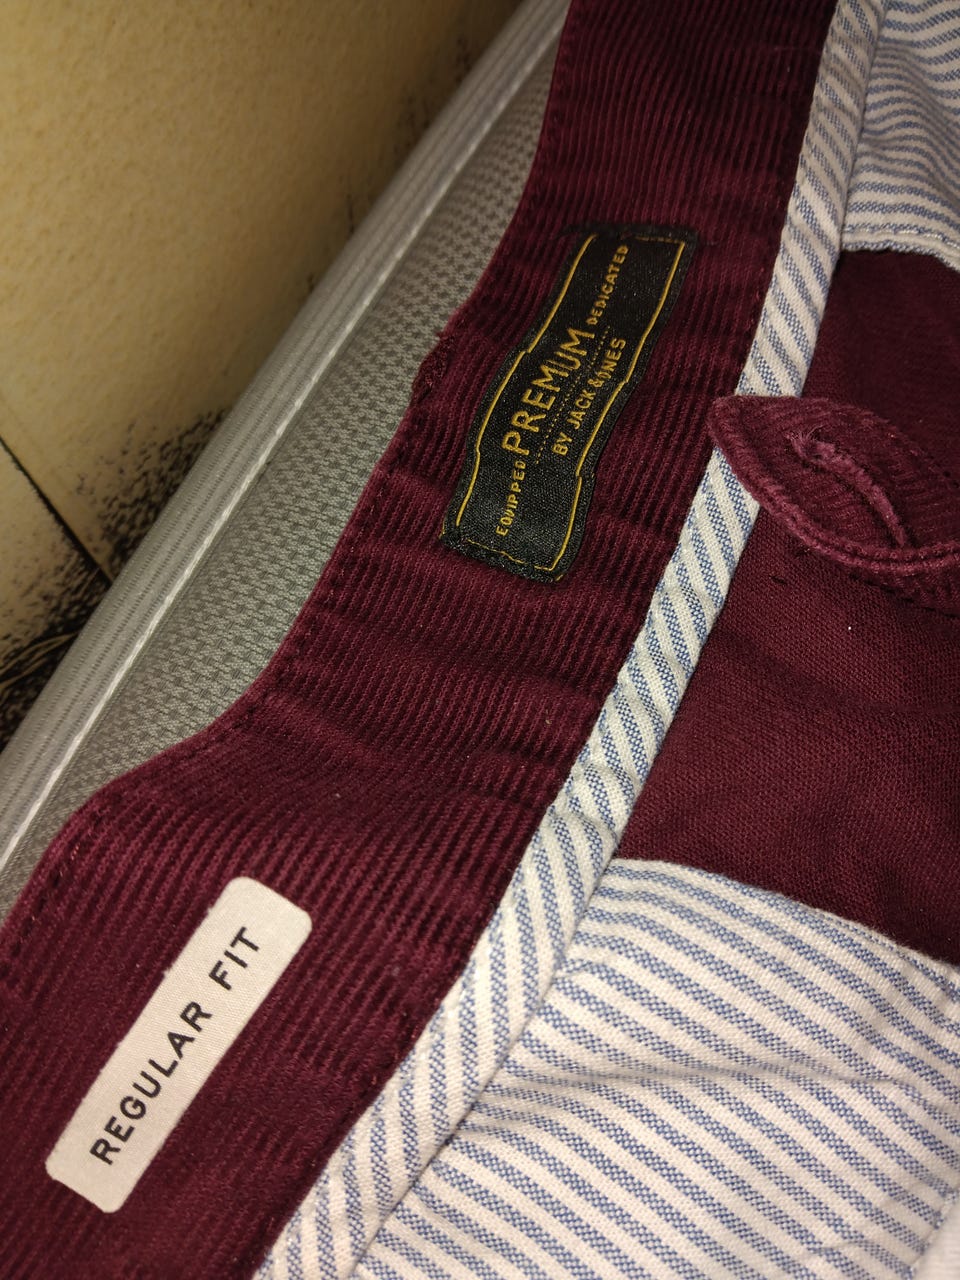 EQUIPPED PREMIUM DEDICATED
BY JACK & JONES
REGULAR FIT